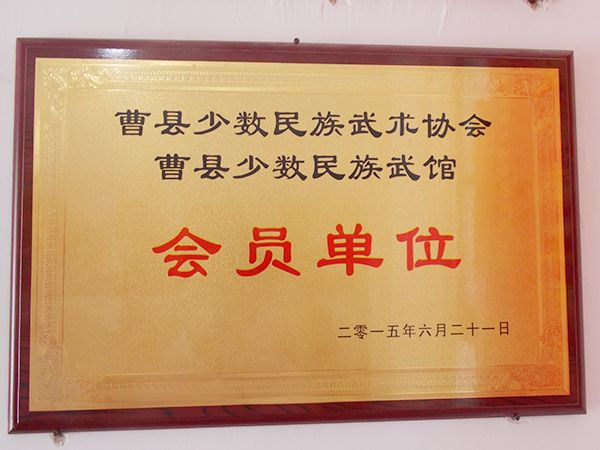 曹县少数民族武术协会
曹县少数民族武馆
会员单位
二零一五年六月二十一日